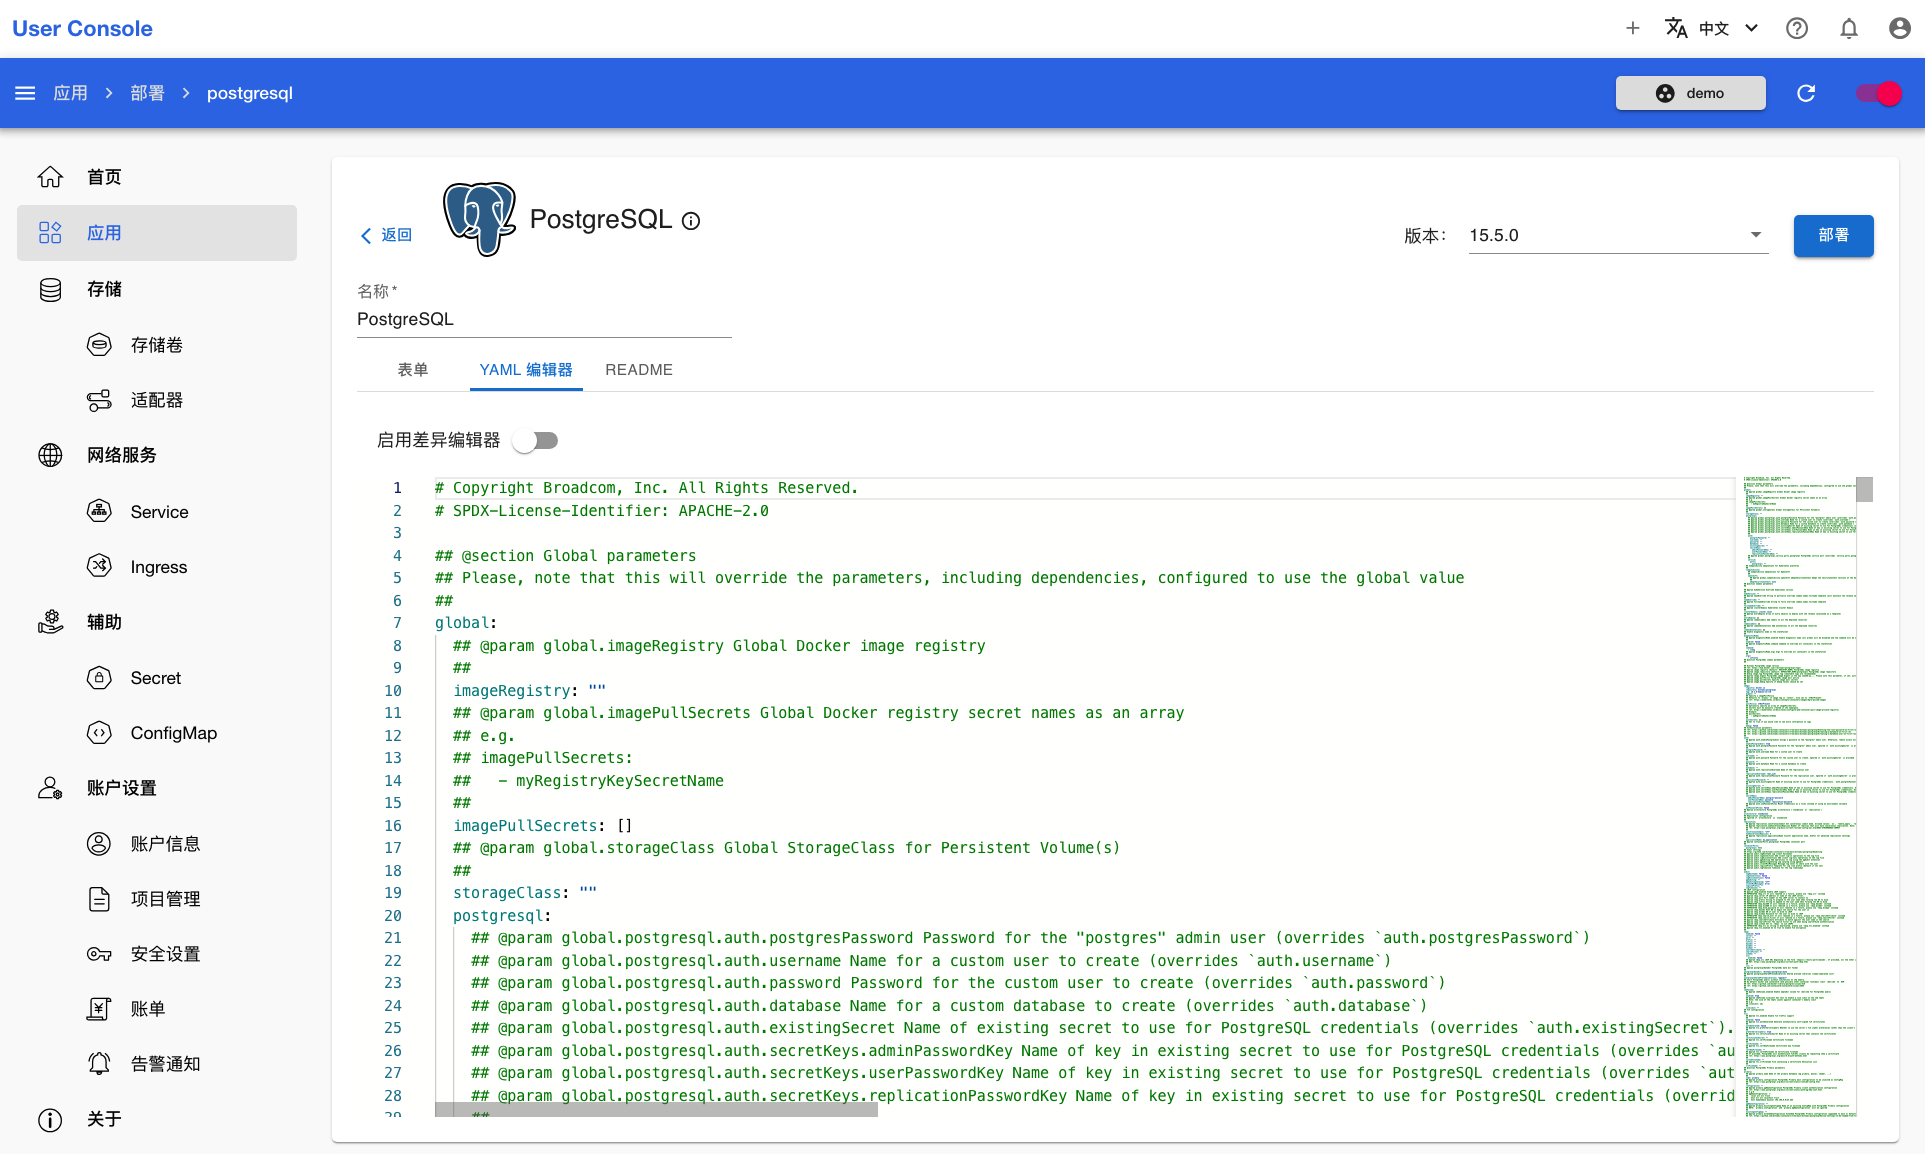 User Console
中文
应用
部署
postgresql
demo
首页
应用
存储
存储卷
适配器
网络服务
Service
Ingress
辅助
Secret
ConfigMap
账户设置
账户信息
项目管理
安全设置
账单
告警通知
关于
返回
PostgreSQL
版本：
15.5.0
部署
名称 *
PostgreSQL
表单
YAML 编辑器
README
启用差异编辑器
1 # Copyright Broadcom, Inc. All Rights Reserved.
2 # SPDX-License-Identifier: APACHE-2.0
3
4 ## @section Global parameters
5 ## Please, note that this will override the parameters, including dependencies, configured to use the global value
6 ##
7 global:
8 ## @param global.imageRegistry Global Docker image registry
9 ##
10 imageRegistry: ""
11 ## @param global.imagePullSecrets Global Docker registry secret names as an array
12 ## e.g.
13 ## imagePullSecrets:
14 ##   - myRegistryKeySecretName
15 ##
16 imagePullSecrets: []
17 ## @param global.storageClass Global StorageClass for Persistent Volume(s)
18 ##
19 storageClass: ""
20 postgresql:
21 ## @param global.postgresql.auth.postgresPassword Password for the "postgres" admin user (overrides `auth.postgresPassword`)
22 ## @param global.postgresql.auth.username Name for a custom user to create (overrides `auth.username`)
23 ## @param global.postgresql.auth.password Password for the custom user to create (overrides `auth.password`)
24 ## @param global.postgresql.auth.database Name for a custom database to create (overrides `auth.database`)
25 ## @param global.postgresql.auth.existingSecret Name of existing secret to use for PostgreSQL credentials (overrides `auth.existingSecret`).
26 ## @param global.postgresql.auth.secretKeys.adminPasswordKey Name of key in existing secret to use for PostgreSQL credentials (overrides `au
27 ## @param global.postgresql.auth.secretKeys.userPasswordKey Name of key in existing secret to use for PostgreSQL credentials (overrides `aut
28 ## @param global.postgresql.auth.secretKeys.replicationPasswordKey Name of key in existing secret to use for PostgreSQL credentials (overrid
29 ##